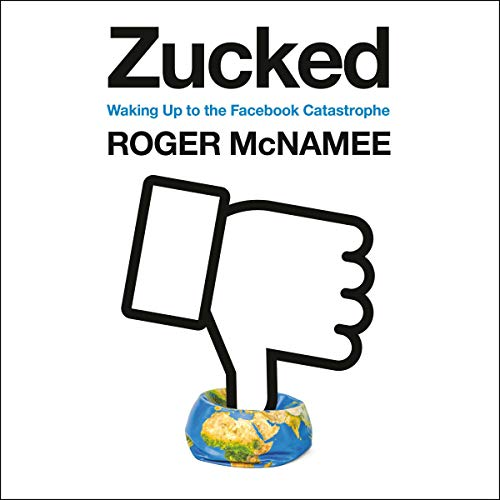 Zucked
Waking Up to the Facebook Catastrophe
ROGER McNAMEE